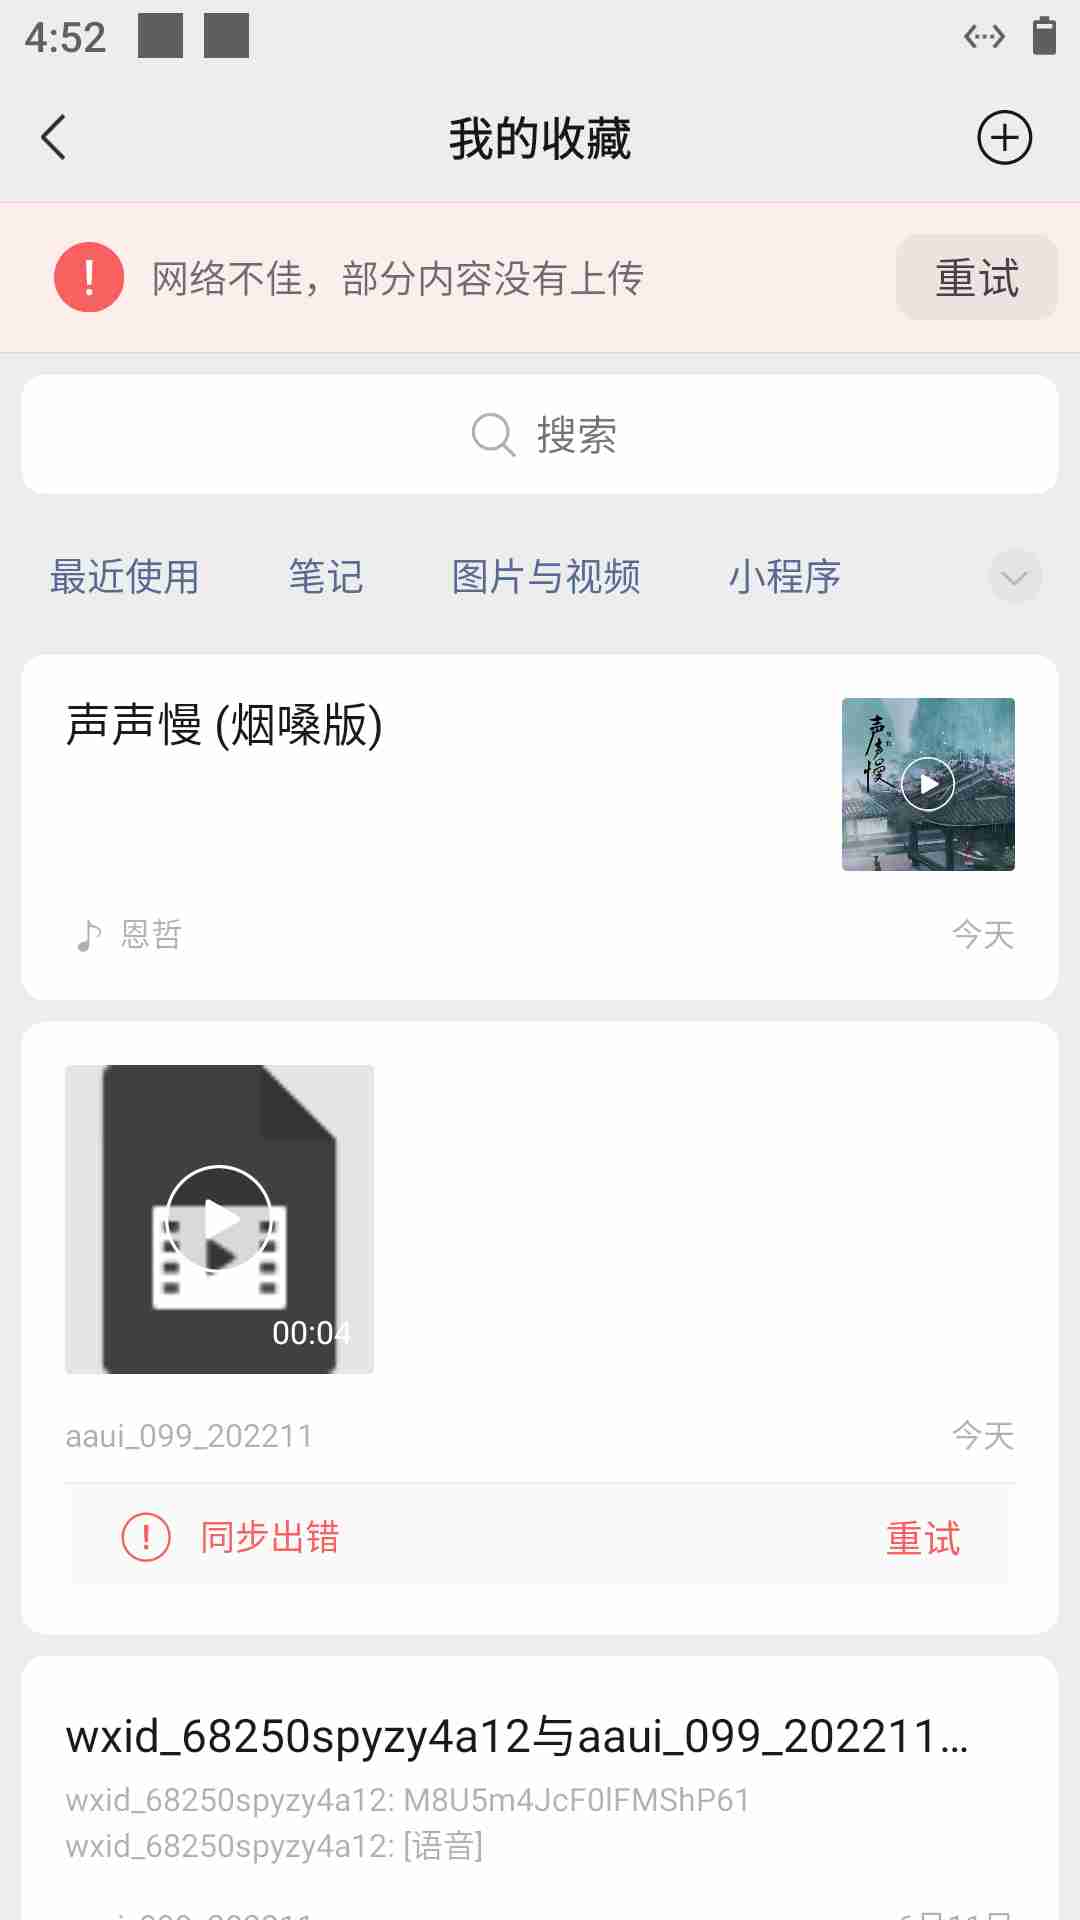 4:52
我的收藏
网络不佳，部分内容没有上传
重试
搜索
最近使用 笔记 图片与视频 小程序
声声慢 (烟嗓版)
声声慢
恩哲 今天
00:04
aaui_099_202211 今天
同步出错 重试
wxid_68250spyzy4a12与aaui_099_202211…
wxid_68250spyzy4a12: M8U5m4JcF0lFMShP61
wxid_68250spyzy4a12: [语音]